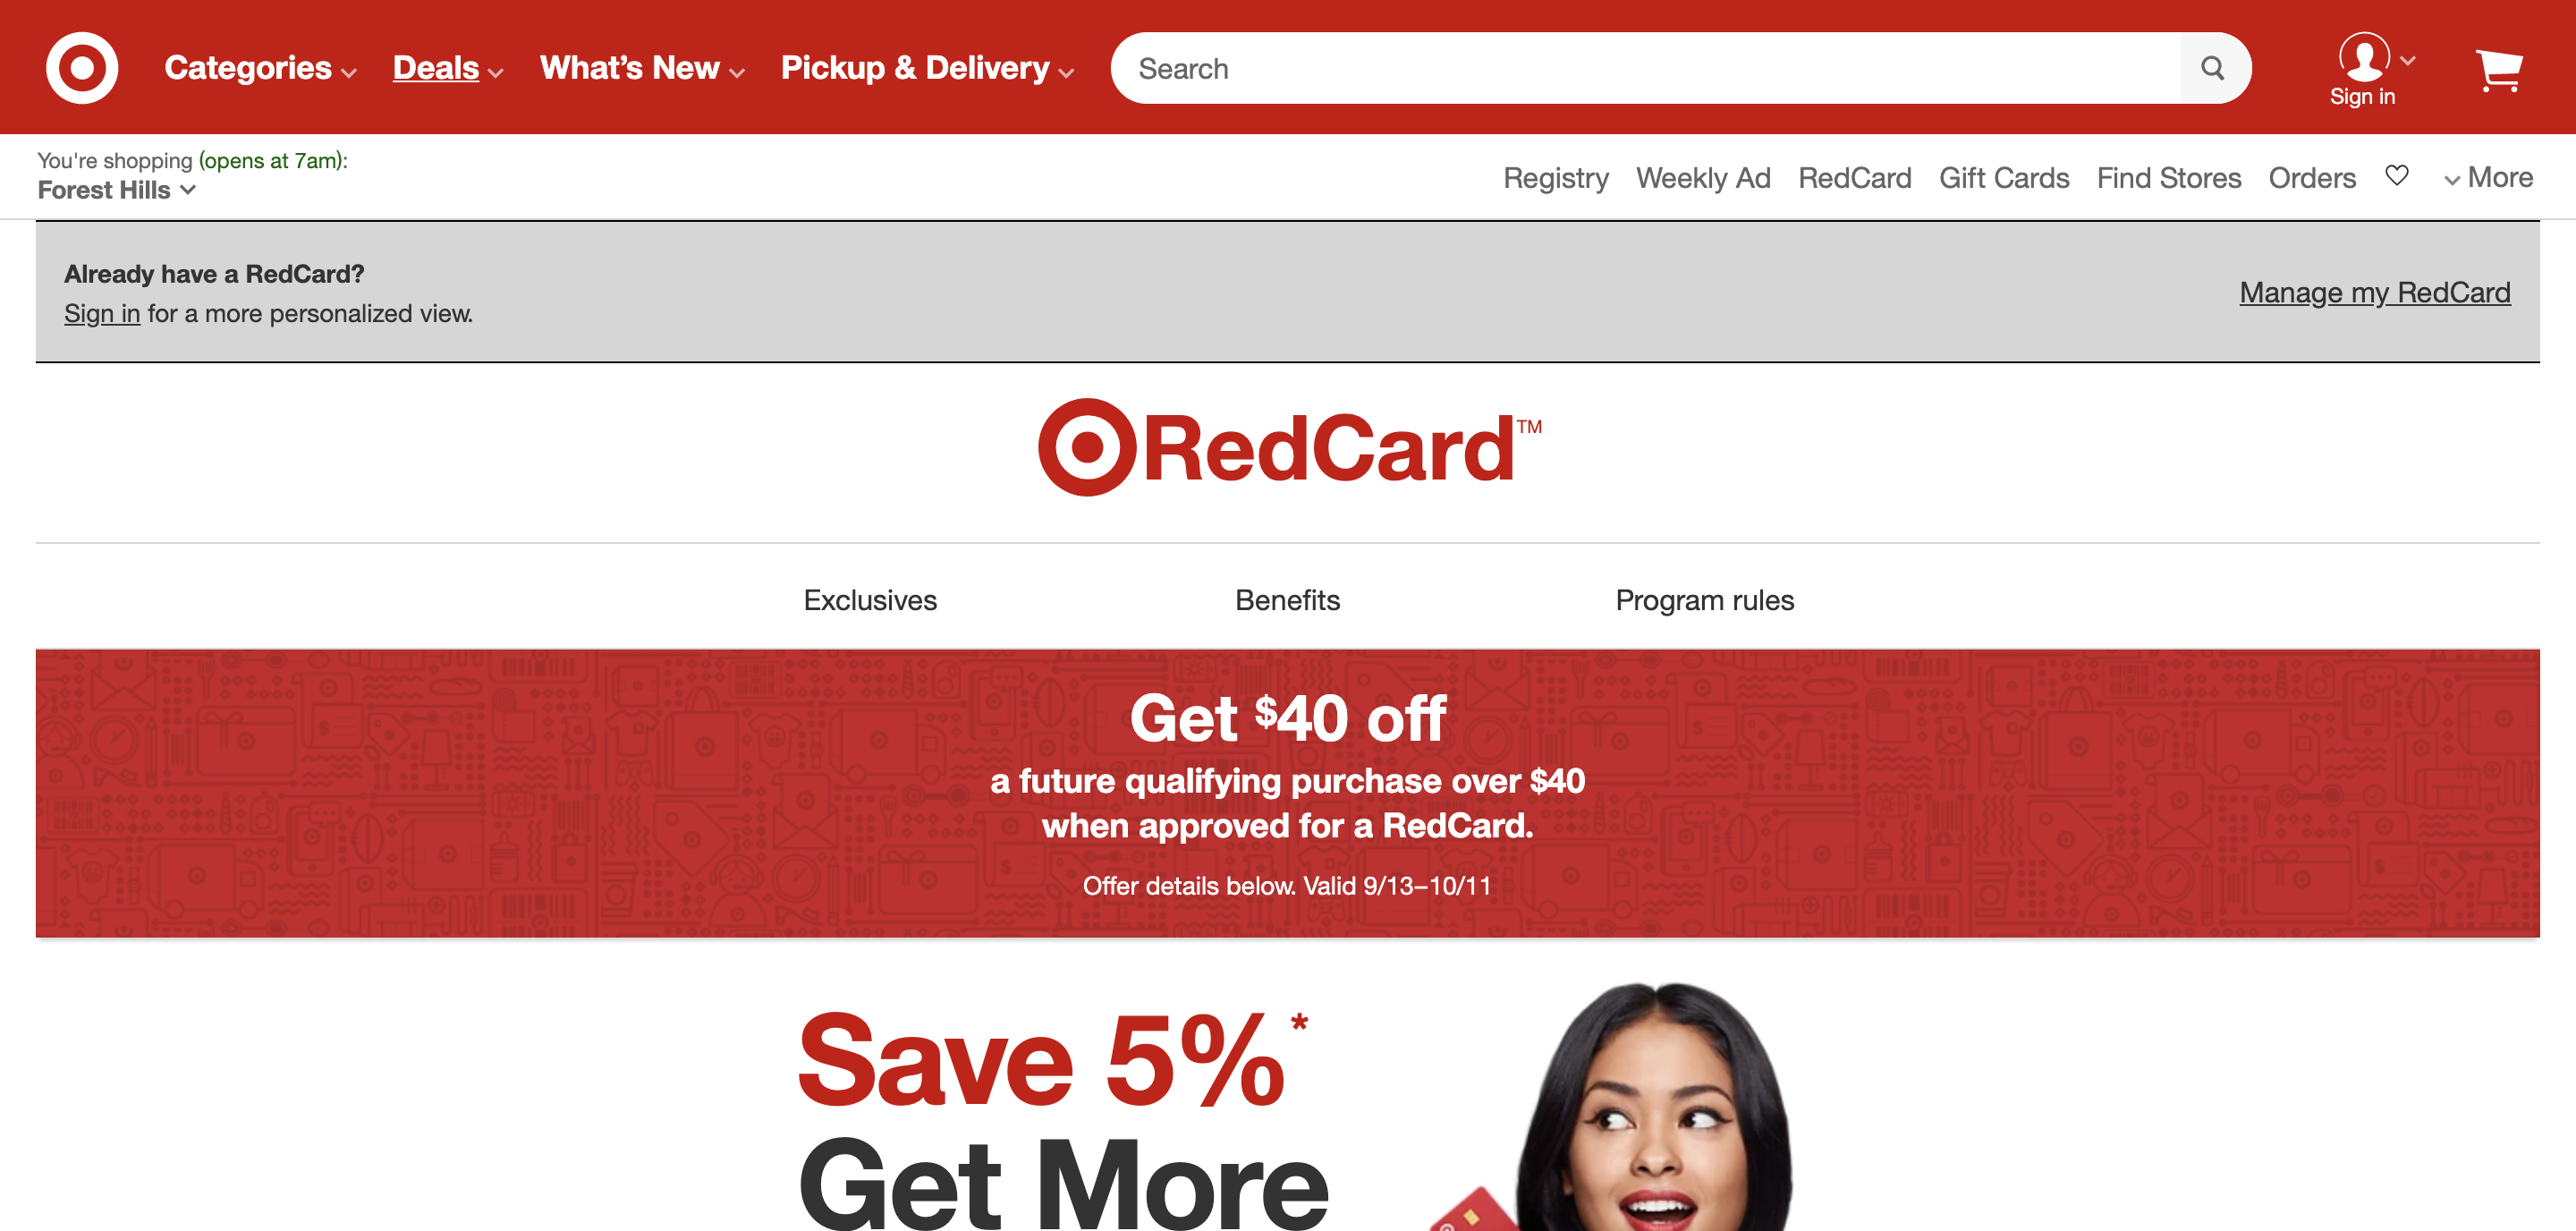 Categories Deals What's New Pickup & Delivery Search
Sign in
You're shopping (opens at 7am):
Forest Hills
Registry Weekly Ad RedCard Gift Cards Find Stores Orders More
Already have a RedCard?
Sign in for a more personalized view.
Manage my RedCard
RedCard™
Exclusives Benefits Program rules
Get $40 off
a future qualifying purchase over $40
when approved for a RedCard.
Offer details below. Valid 9/13–10/11
Save 5%*
Get More